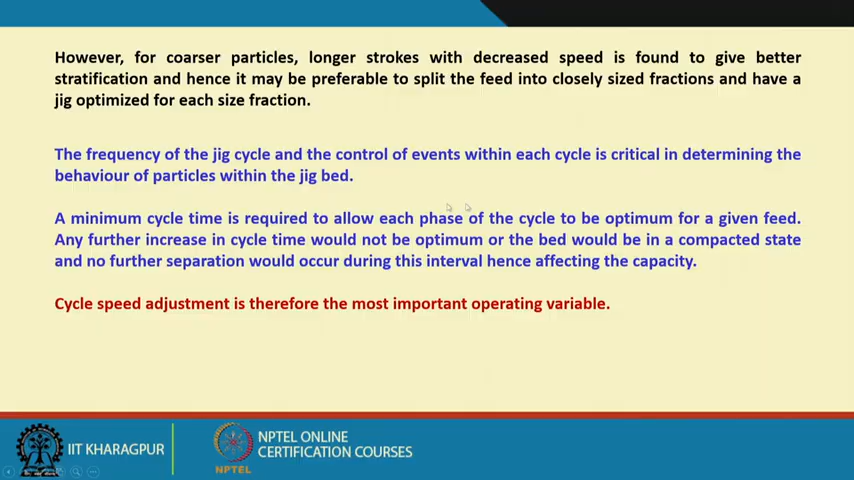 However, for coarser particles, longer strokes with decreased speed is found to give better
stratification and hence it may be preferable to split the feed into closely sized fractions and have a
jig optimized for each size fraction.
The frequency of the jig cycle and the control of events within each cycle is critical in determining the
behaviour of particles within the jig bed.
A minimum cycle time is required to allow each phase of the cycle to be optimum for a given feed.
Any further increase in cycle time would not be optimum or the bed would be in a compacted state
and no further separation would occur during this interval hence affecting the capacity.
Cycle speed adjustment is therefore the most important operating variable.
IIT KHARAGPUR
NPTEL
NPTEL ONLINE
CERTIFICATION COURSES